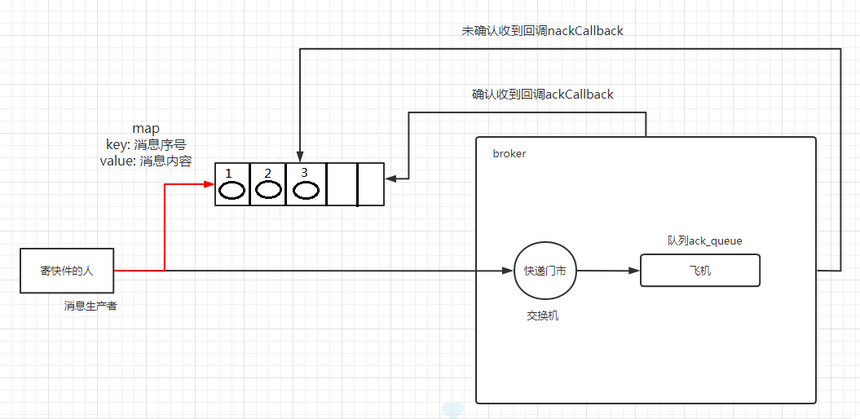 未确认收到回调nackCallback
确认收到回调ackCallback
map
key: 消息序号
value: 消息内容
broker
1 2 3
队列ack_queue
寄快件的人
快递门市
飞机
消息生产者
交换机